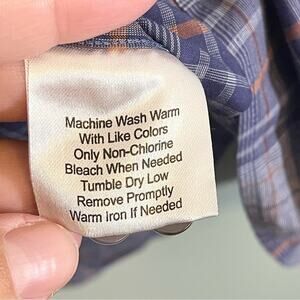 Machine Wash Warm
With Like Colors
Only Non-Chlorine
Bleach When Needed
Tumble Dry Low
Remove Promptly
Warm Iron If Needed